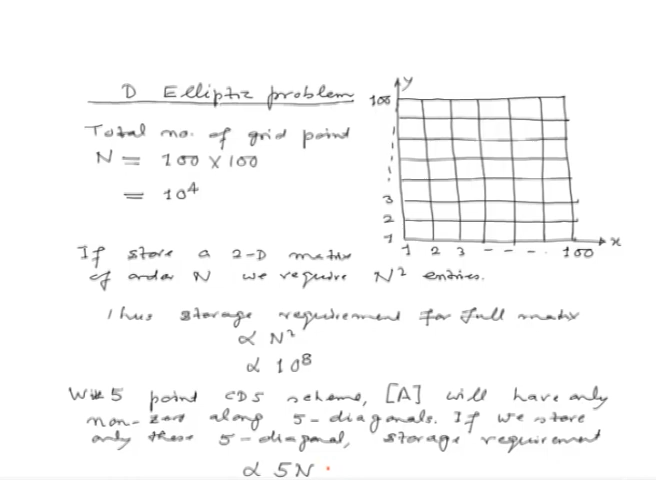 D Elliptic problem
Total no. of grid point
N = 100 × 100
= 10⁴
y
100
3
2
1
1 2 3 - - - . 100 x
If store a 2-D matrix
of order N we require N² entries.
Thus storage requirement for full matrix
∝ N²
∝ 10⁸
With 5 point CDS scheme, [A] will have only
non-zero along 5-diagonals. If we store
only these 5-diagonal, storage requirement
∝ 5N